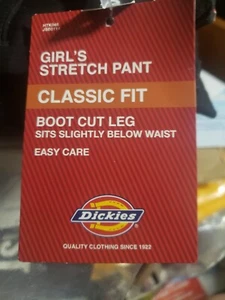 GIRL'S
STRETCH PANT
CLASSIC FIT
BOOT CUT LEG
SITS SLIGHTLY BELOW WAIST
EASY CARE
Dickies
QUALITY CLOTHING SINCE 1922